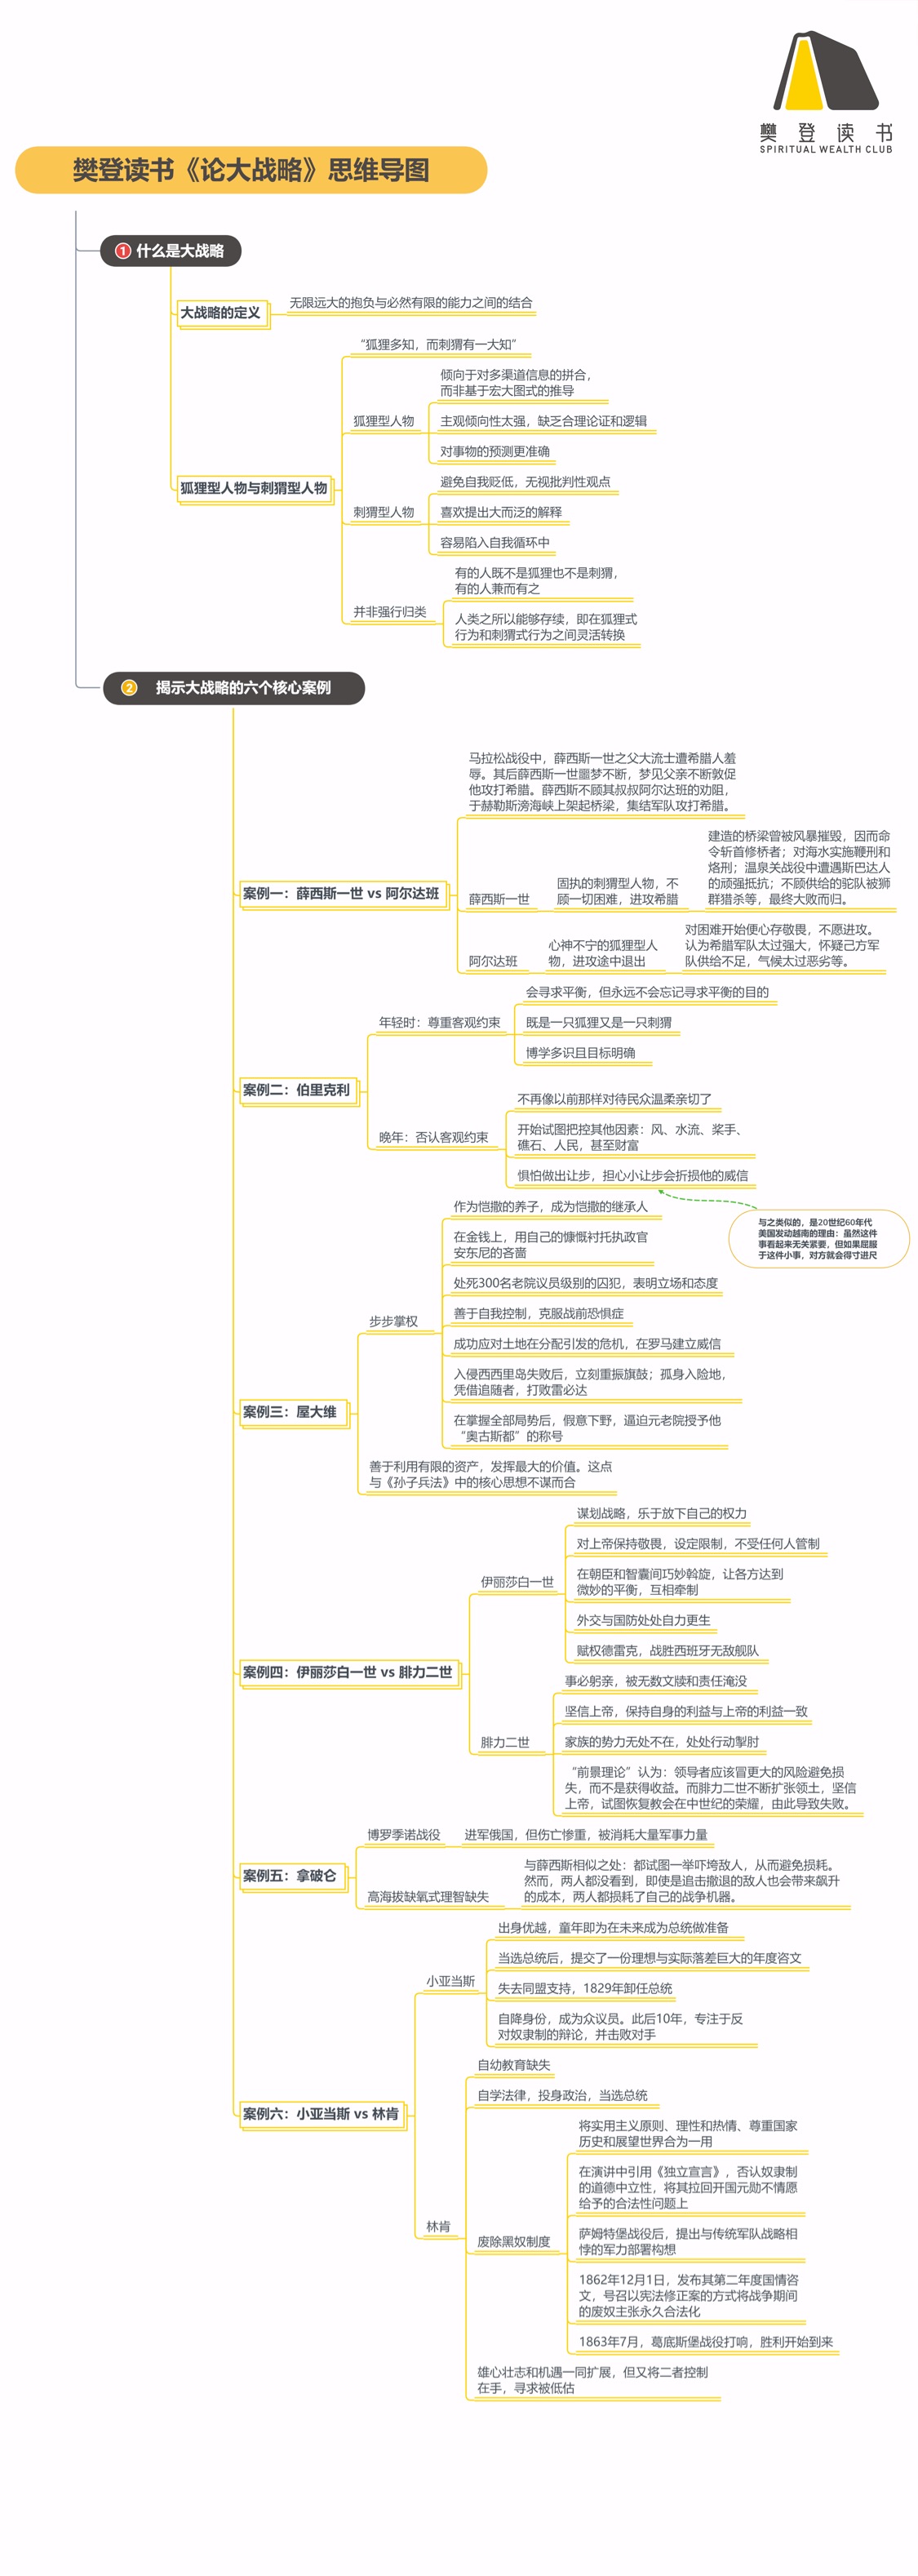 樊登读书
SPIRITUAL WEALTH CLUB
樊登读书《论大战略》思维导图
1 什么是大战略
大战略的定义
无限远大的抱负与必然有限的能力之间的结合
狐狸型人物与刺猬型人物
“狐狸多知，而刺猬有一大知”
狐狸型人物
倾向于对多渠道信息的拼合，
而非基于宏大图式的推导
主观倾向性太强，缺乏合理论证和逻辑
对事物的预测更准确
刺猬型人物
避免自我贬低，无视批判性观点
喜欢提出大而泛的解释
容易陷入自我循环中
并非强行归类
有的人既不是狐狸也不是刺猬，
有的人兼而有之
人类之所以能够存续，即在狐狸式
行为和刺猬式行为之间灵活转换
2 揭示大战略的六个核心案例
案例一：薛西斯一世 vs 阿尔达班
马拉松战役中，薛西斯一世之父大流士遭希腊人羞
辱。其后薛西斯一世噩梦不断，梦见父亲不断敦促
他攻打希腊。薛西斯不顾其叔叔阿尔达班的劝阻，
于赫勒斯滂海峡上架起桥梁，集结军队攻打希腊。
薛西斯一世
固执的刺猬型人物，不
顾一切困难，进攻希腊
建造的桥梁曾被风暴摧毁，因而命
令斩首修桥者；对海水实施鞭刑和
烙刑；温泉关战役中遭遇斯巴达人
的顽强抵抗；不顾供给的驼队被狮
群猎杀等，最终大败而归。
阿尔达班
心神不宁的狐狸型人
物，进攻途中退出
对困难开始便心存敬畏，不愿进攻。
认为希腊军队太过强大，怀疑己方军
队供给不足，气候太过恶劣等。
案例二：伯里克利
年轻时：尊重客观约束
会寻求平衡，但永远不会忘记寻求平衡的目的
既是一只狐狸又是一只刺猬
博学多识且目标明确
晚年：否认客观约束
不再像以前那样对待民众温柔亲切了
开始试图把控其他因素：风、水流、桨手、
礁石、人民，甚至财富
惧怕做出让步，担心小让步会折损他的威信
与之类似的，是20世纪60年代
美国发动越南的理由：虽然这件
事看起来无关紧要，但如果屈服
于这件小事，对方就会得寸进尺
案例三：屋大维
步步掌权
作为恺撒的养子，成为恺撒的继承人
在金钱上，用自己的慷慨衬托执政官
安东尼的吝啬
处死300名老院议员级别的囚犯，表明立场和态度
善于自我控制，克服战前恐惧症
成功应对土地在分配引发的危机，在罗马建立威信
入侵西西里岛失败后，立刻重振旗鼓；孤身入险地，
凭借追随者，打败雷必达
在掌握全部局势后，假意下野，逼迫元老院授予他
“奥古斯都”的称号
善于利用有限的资产，发挥最大的价值。这点
与《孙子兵法》中的核心思想不谋而合
案例四：伊丽莎白一世 vs 腓力二世
伊丽莎白一世
谋划战略，乐于放下自己的权力
对上帝保持敬畏，设定限制，不受任何人管制
在朝臣和智囊间巧妙斡旋，让各方达到
微妙的平衡，互相牵制
外交与国防处处自力更生
赋权德雷克，战胜西班牙无敌舰队
腓力二世
事必躬亲，被无数文牍和责任淹没
坚信上帝，保持自身的利益与上帝的利益一致
家族的势力无处不在，处处行动掣肘
“前景理论”认为：领导者应该冒更大的风险避免损
失，而不是获得收益。而腓力二世不断扩张领土，坚信
上帝，试图恢复教会在中世纪的荣耀，由此导致失败。
案例五：拿破仑
博罗季诺战役
进军俄国，但伤亡惨重，被消耗大量军事力量
高海拔缺氧式理智缺失
与薛西斯相似之处：都试图一举吓垮敌人，从而避免损耗。
然而，两人都没看到，即使是追击撤退的敌人也会带来飙升
的成本，两人都损耗了自己的战争机器。
案例六：小亚当斯 vs 林肯
小亚当斯
出身优越，童年即为在未来成为总统做准备
当选总统后，提交了一份理想与实际落差巨大的年度咨文
失去同盟支持，1829年卸任总统
自降身份，成为众议员。此后10年，专注于反
对奴隶制的辩论，并击败对手
林肯
自幼教育缺失
自学法律，投身政治，当选总统
废除黑奴制度
将实用主义原则、理性和热情、尊重国家
历史和展望世界合为一用
在演讲中引用《独立宣言》，否认奴隶制
的道德中立性，将其拉回开国元勋不情愿
给予的合法性问题上
萨姆特堡战役后，提出与传统军队战略相
悖的军力部署构想
1862年12月1日，发布其第二年度国情咨
文，号召以宪法修正案的方式将战争期间
的废奴主张永久合法化
1863年7月，葛底斯堡战役打响，胜利开始到来
雄心壮志和机遇一同扩展，但又将二者控制
在手，寻求被低估